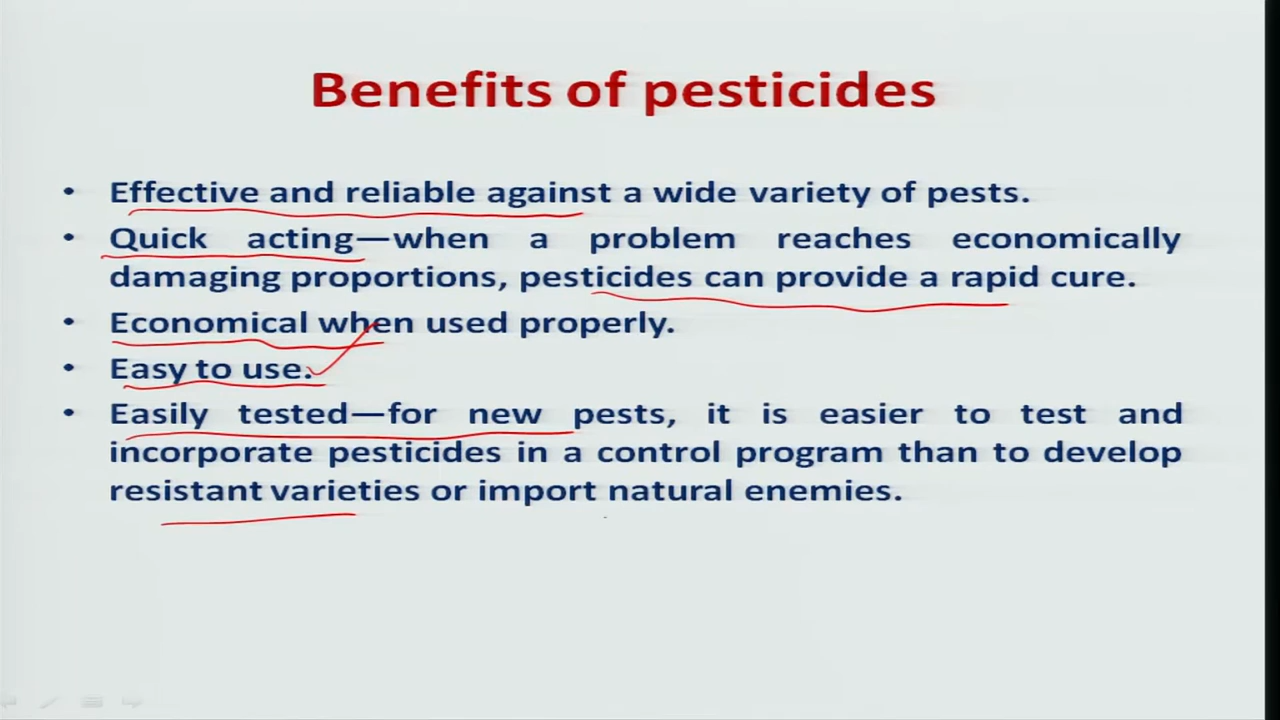 Benefits of pesticides
• Effective and reliable against a wide variety of pests.
• Quick acting—when a problem reaches economically
damaging proportions, pesticides can provide a rapid cure.
• Economical when used properly.
• Easy to use.
• Easily tested—for new pests, it is easier to test and
incorporate pesticides in a control program than to develop
resistant varieties or import natural enemies.